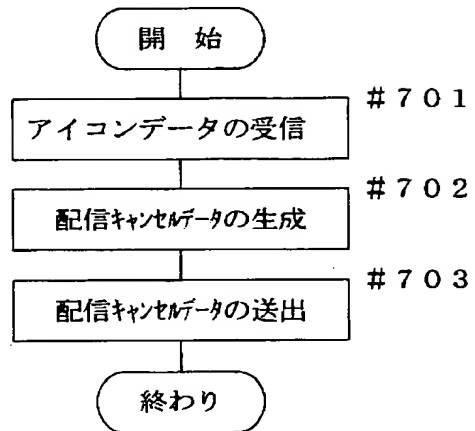 開 始
＃７０１
アイコンデータの受信
＃７０２
配信ｷｬﾝｾﾙﾃﾞｰﾀの生成
＃７０３
配信ｷｬﾝｾﾙﾃﾞｰﾀの送出
終わり